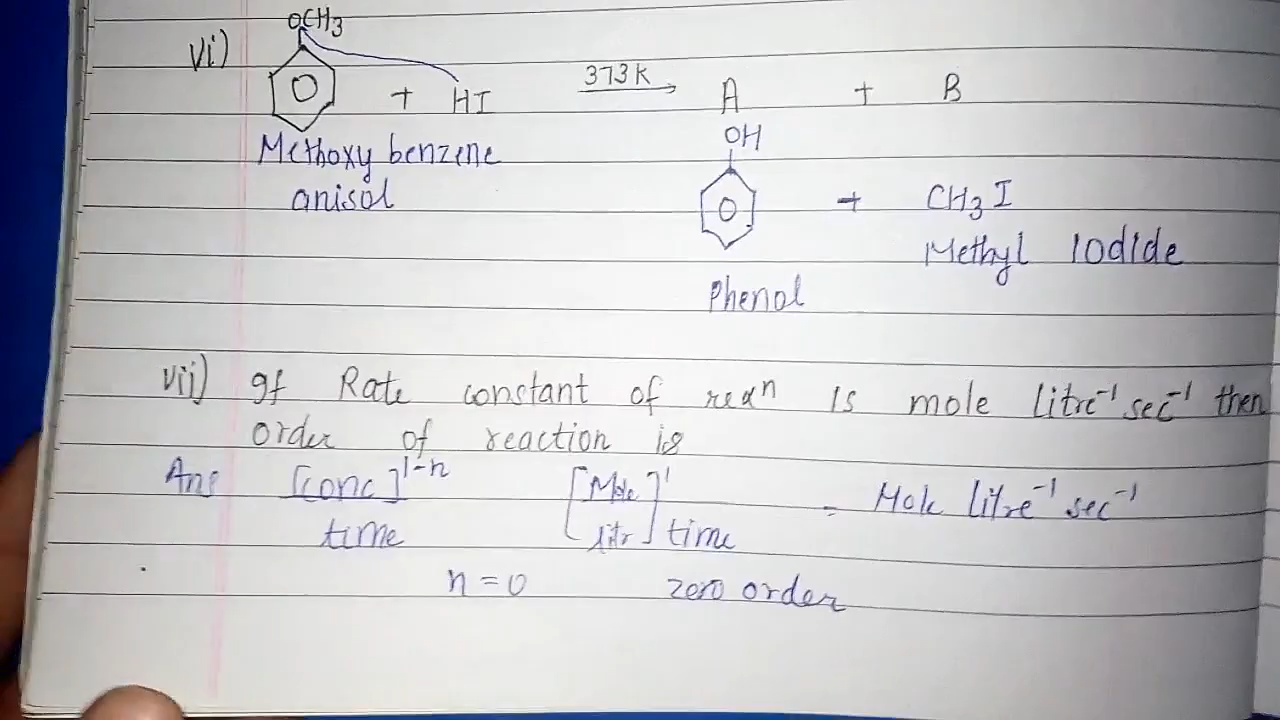 OCH3
vi)
+ HI 373K A + B
Methoxy benzene
anisol
OH
+ CH3I
Methyl Iodide
Phenol
vii) If Rate constant of reaxn is mole litre-1 sec-1 then
order of reaction is
Ans [conc]1-n [Mole]1 = Mole litre-1 sec-1
time litr time
n = 0 zero order